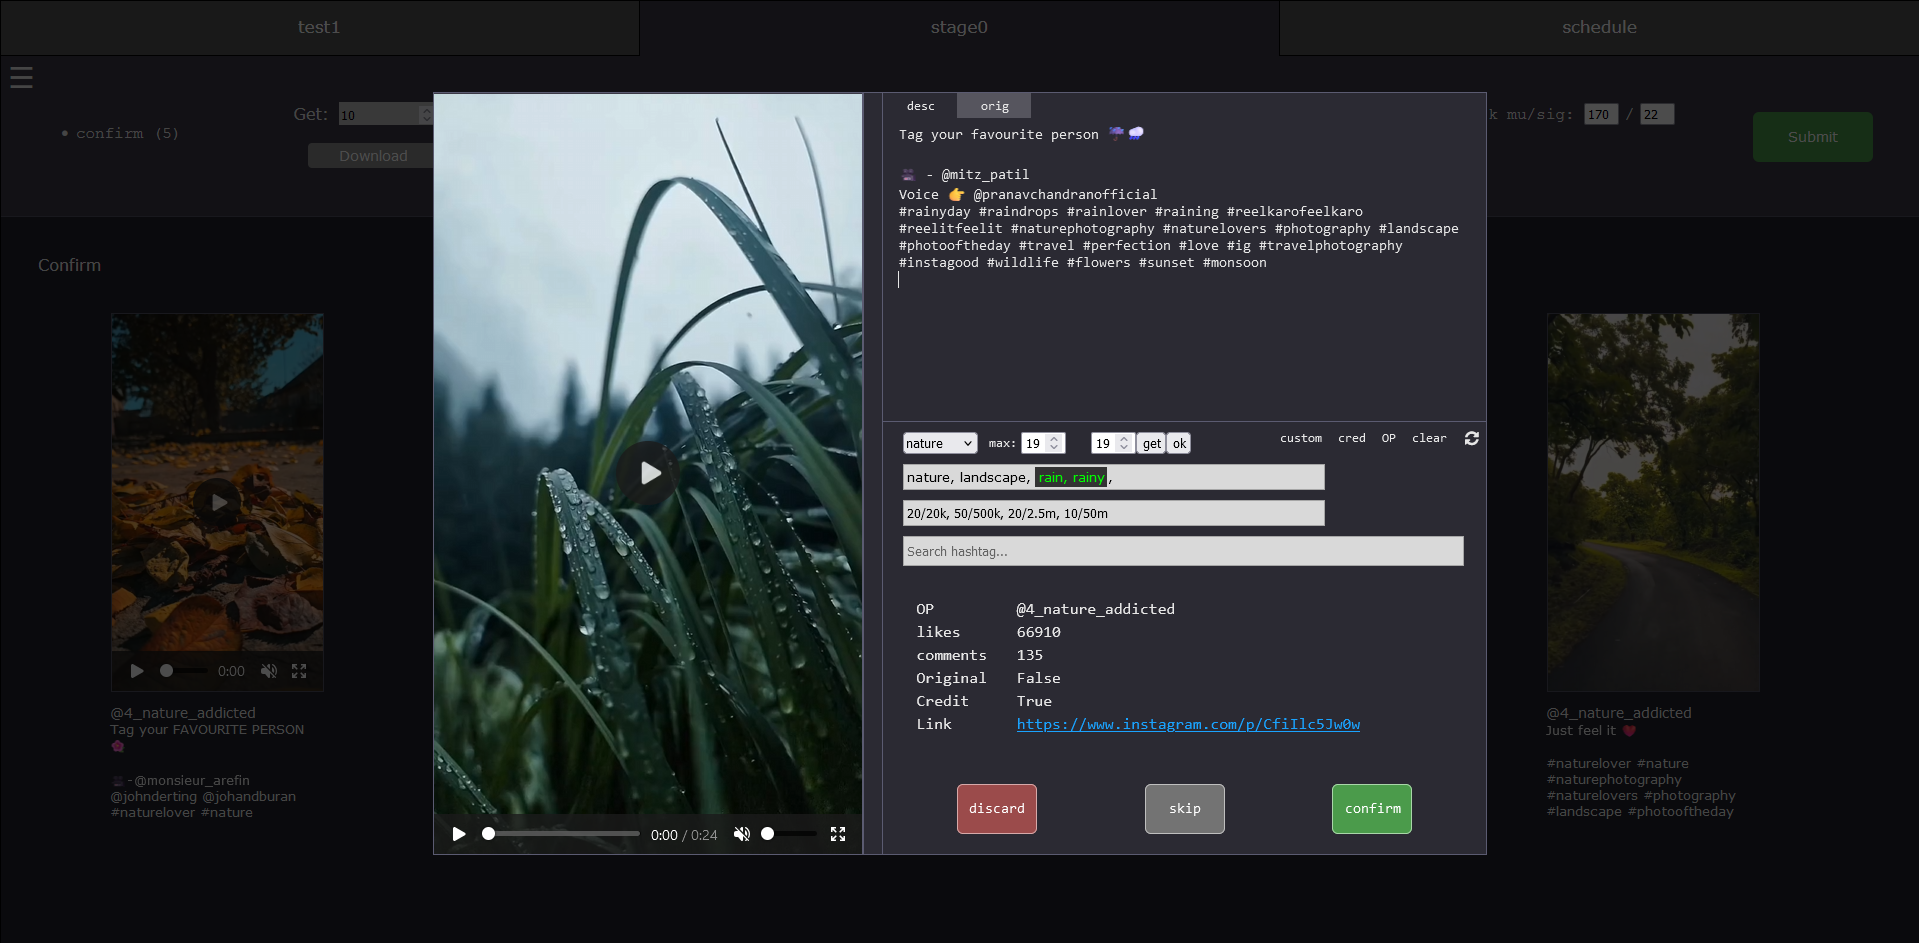 test1
stage0
schedule
☰
Get: 10
• confirm (5)
Download
k mu/sig: 170 / 22
Submit
Confirm
0:00
@4_nature_addicted
Tag your FAVOURITE PERSON
🌺
🎥-@monsieur_arefin
@johnderting @johandburan
#naturelover #nature
0:00 / 0:24
desc
orig
Tag your favourite person ☔🌧️
🎥 - @mitz_patil
Voice 👉 @pranavchandranofficial
#rainyday #raindrops #rainlover #raining #reelkarofeelkaro
#reelitfeelit #naturephotography #naturelovers #photography #landscape
#photooftheday #travel #perfection #love #ig #travelphotography
#instagood #wildlife #flowers #sunset #monsoon
nature max: 19 19 get ok
custom cred OP clear
nature, landscape, rain, rainy,
20/20k, 50/500k, 20/2.5m, 10/50m
Search hashtag...
OP @4_nature_addicted
likes 66910
comments 135
Original False
Credit True
Link https://www.instagram.com/p/CfiIlc5Jw0w
discard
skip
confirm
@4_nature_addicted
Just feel it ❤️
#naturelover #nature
#naturephotography
#naturelovers #photography
#landscape #photooftheday